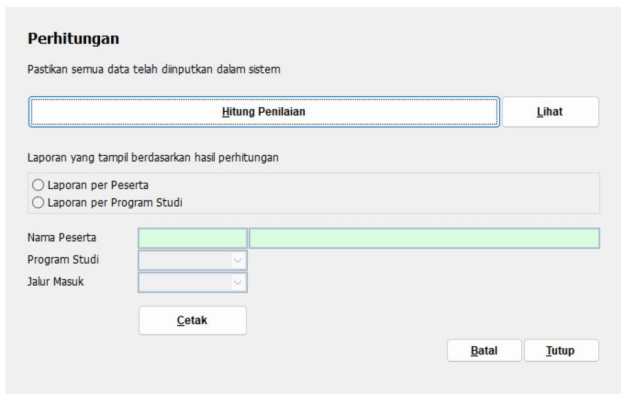 Perhitungan
Pastikan semua data telah diinputkan dalam sistem
Hitung Penilaian
Lihat
Laporan yang tampil berdasarkan hasil perhitungan
Laporan per Peserta
Laporan per Program Studi
Nama Peserta
Program Studi
Jalur Masuk
Cetak
Batal
Tutup